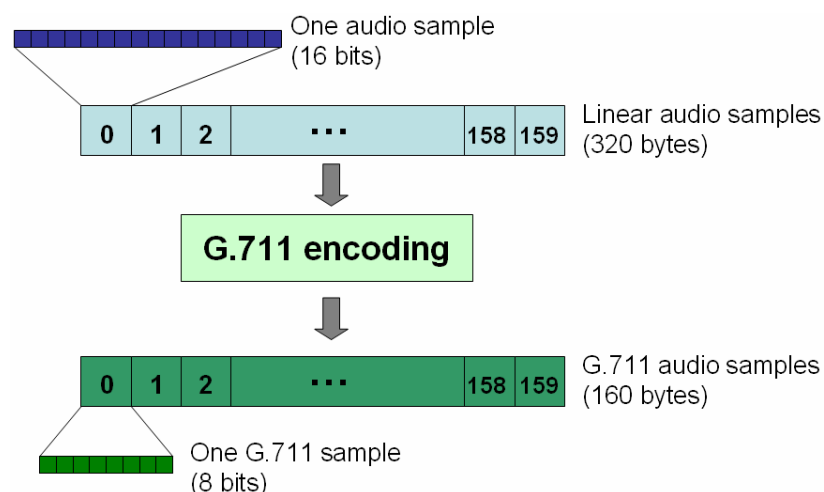 One audio sample
(16 bits)
0 1 2 ... 158 159
Linear audio samples
(320 bytes)
G.711 encoding
0 1 2 ... 158 159
G.711 audio samples
(160 bytes)
One G.711 sample
(8 bits)